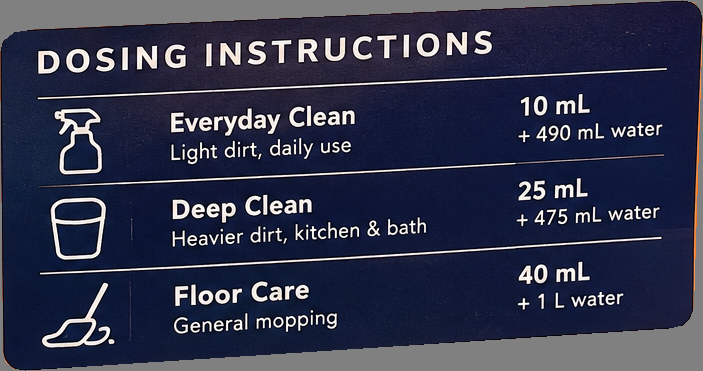 DOSING INSTRUCTIONS
Everyday Clean
Light dirt, daily use
10 mL
+ 490 mL water
Deep Clean
Heavier dirt, kitchen & bath
25 mL
+ 475 mL water
Floor Care
General mopping
40 mL
+ 1 L water